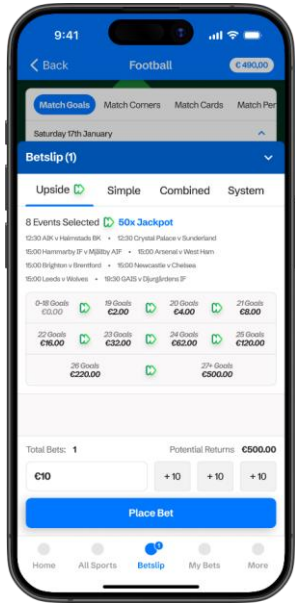 9:41
Back Football € 490,00
Match Goals Match Corners Match Cards Match Per
Saturday 17th January
Betslip (1)
Upside Simple Combined System
8 Events Selected 50x Jackpot
12:30 AIK v Halmstads BK • 12:30 Crystal Palace v Sunderland
15:00 Hammarby IF v Mjällby AIF • 15:00 Arsenal v West Ham
15:00 Brighton v Brentford • 15:00 Newcastle v Chelsea
15:00 Leeds v Wolves • 19:30 GAIS v Djurgårdens IF
0-18 Goals 19 Goals 20 Goals 21 Goals
€0.00 €2.00 €4.00 €8.00
22 Goals 23 Goals 24 Goals 25 Goals
€16.00 €32.00 €62.00 €120.00
26 Goals 27+ Goals
€220.00 €500.00
Total Bets: 1 Potential Returns €500.00
€10 +10 +10 +10
Place Bet
1
Home All Sports Betslip My Bets More